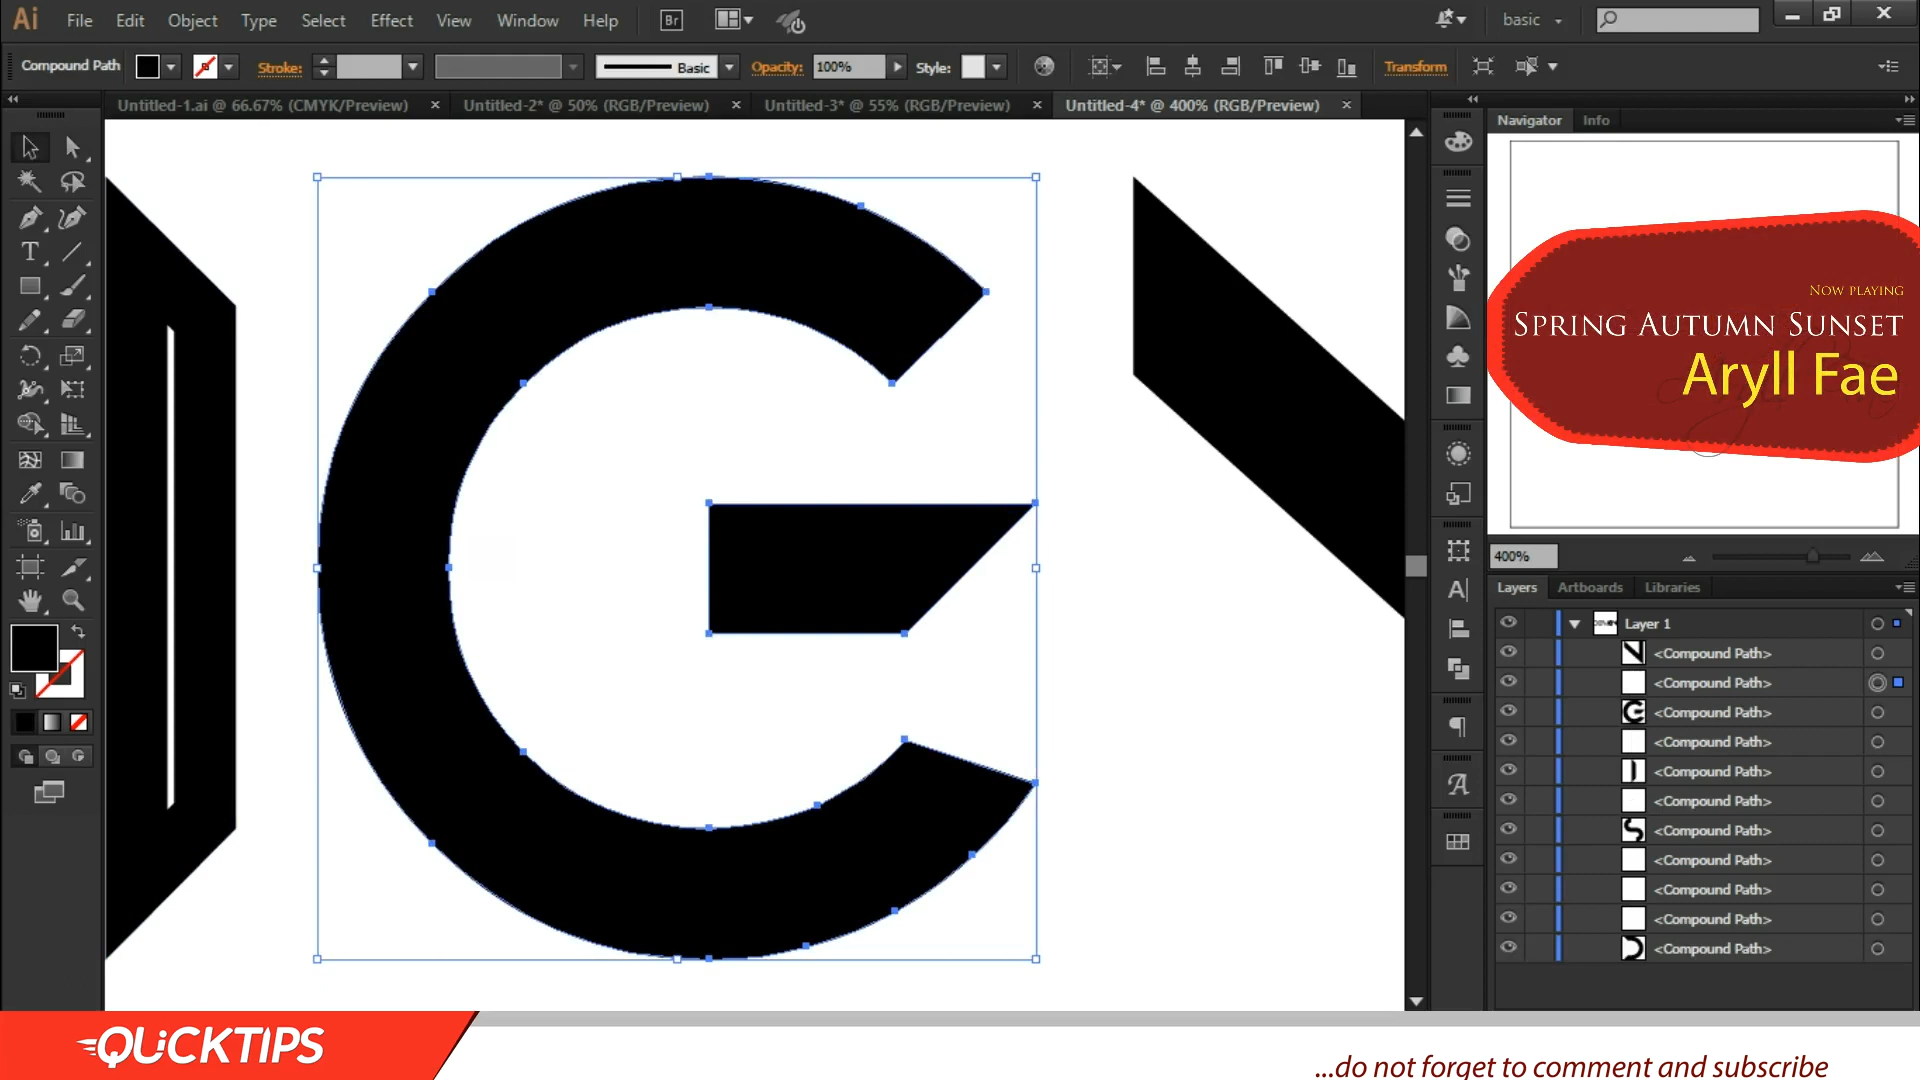 Ai File Edit Object Type Select Effect View Window Help Br basic
Compound Path Stroke: Basic Opacity: 100% Style: Transform
Untitled-1.ai @ 66.67% (CMYK/Preview) Untitled-2* @ 50% (RGB/Preview) Untitled-3* @ 55% (RGB/Preview) Untitled-4* @ 400% (RGB/Preview)
Navigator Info
Now playing
Spring Autumn Sunset
Aryll Fae
400%
Layers Artboards Libraries
Layer 1
<Compound Path>
<Compound Path>
<Compound Path>
<Compound Path>
<Compound Path>
<Compound Path>
<Compound Path>
<Compound Path>
<Compound Path>
<Compound Path>
<Compound Path>
QUiCKTIPS
...do not forget to comment and subscribe